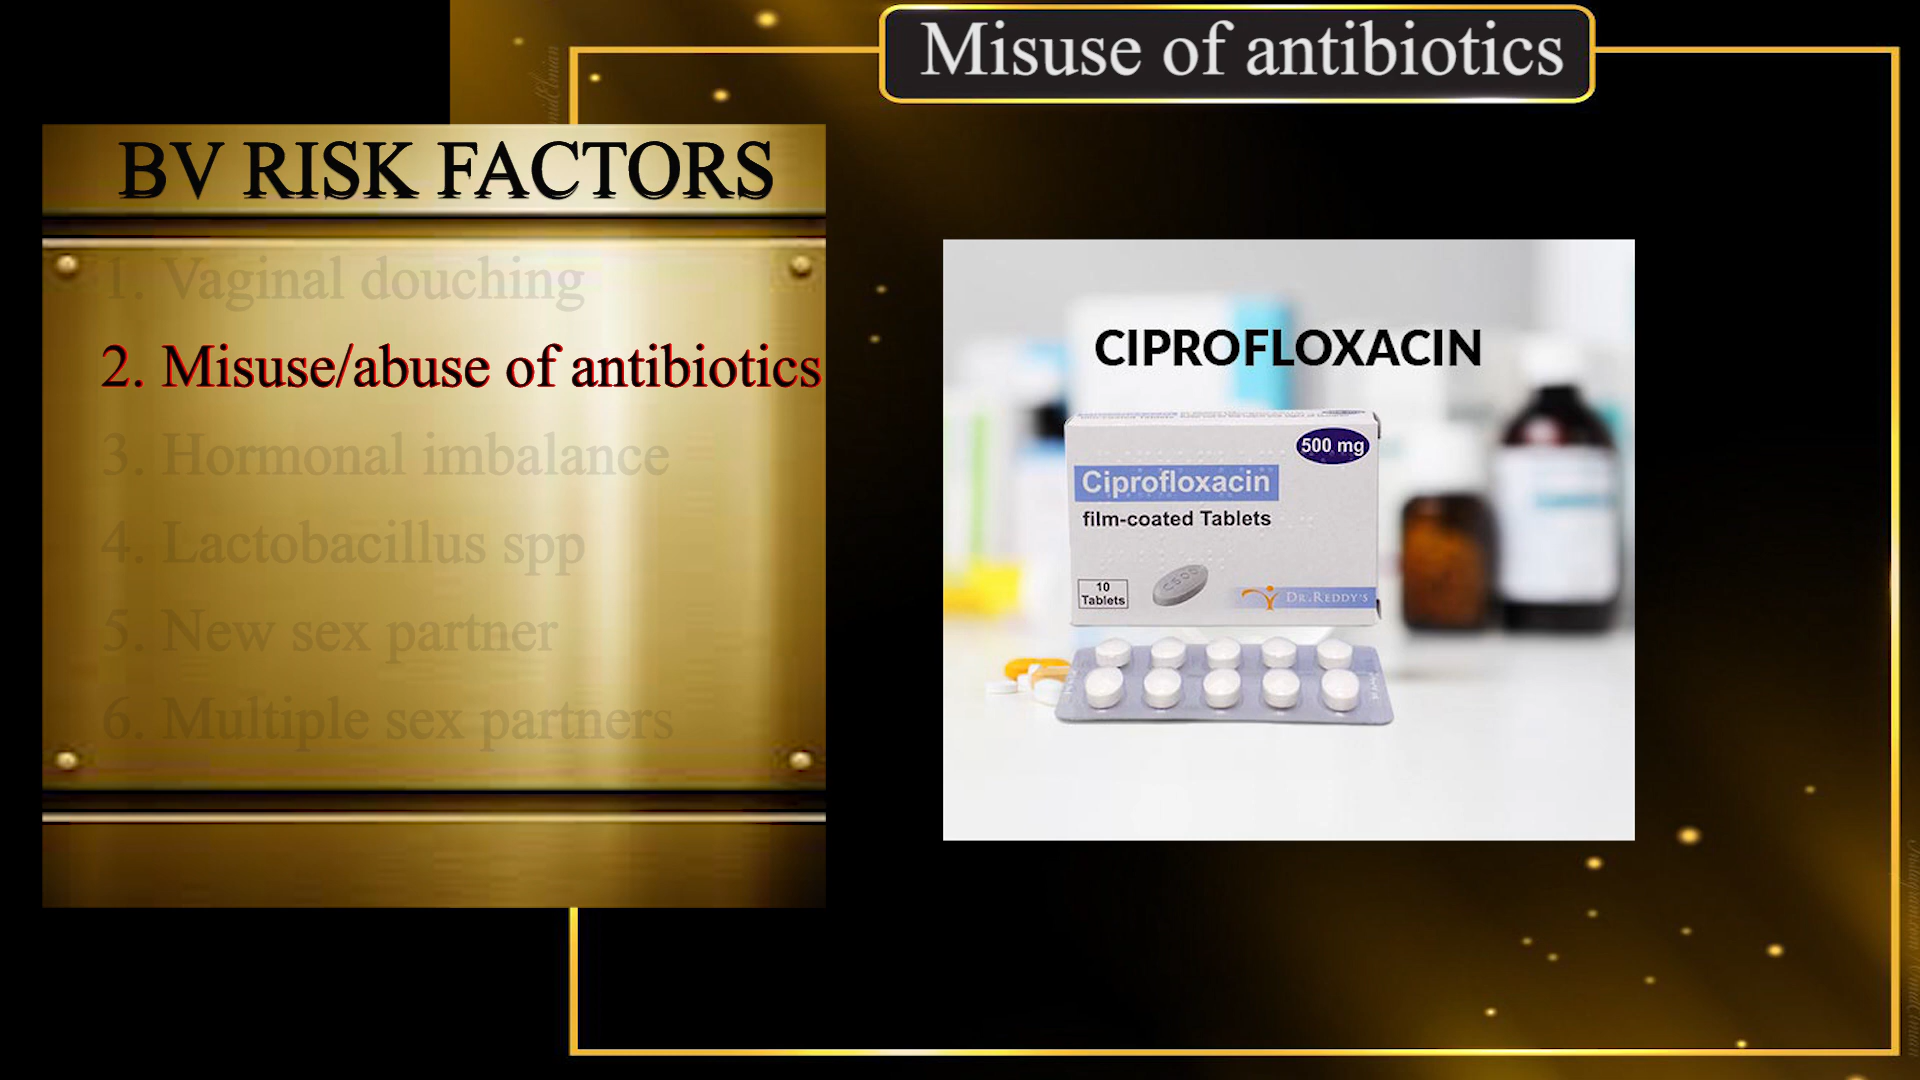 Misuse of antibiotics
BV RISK FACTORS
1. Vaginal douching
2. Misuse/abuse of antibiotics
3. Hormonal imbalance
4. Lactobacillus spp
5. New sex partner
6. Multiple sex partners
CIPROFLOXACIN
500 mg
Ciprofloxacin
film-coated Tablets
10
Tablets
DR.REDDY'S